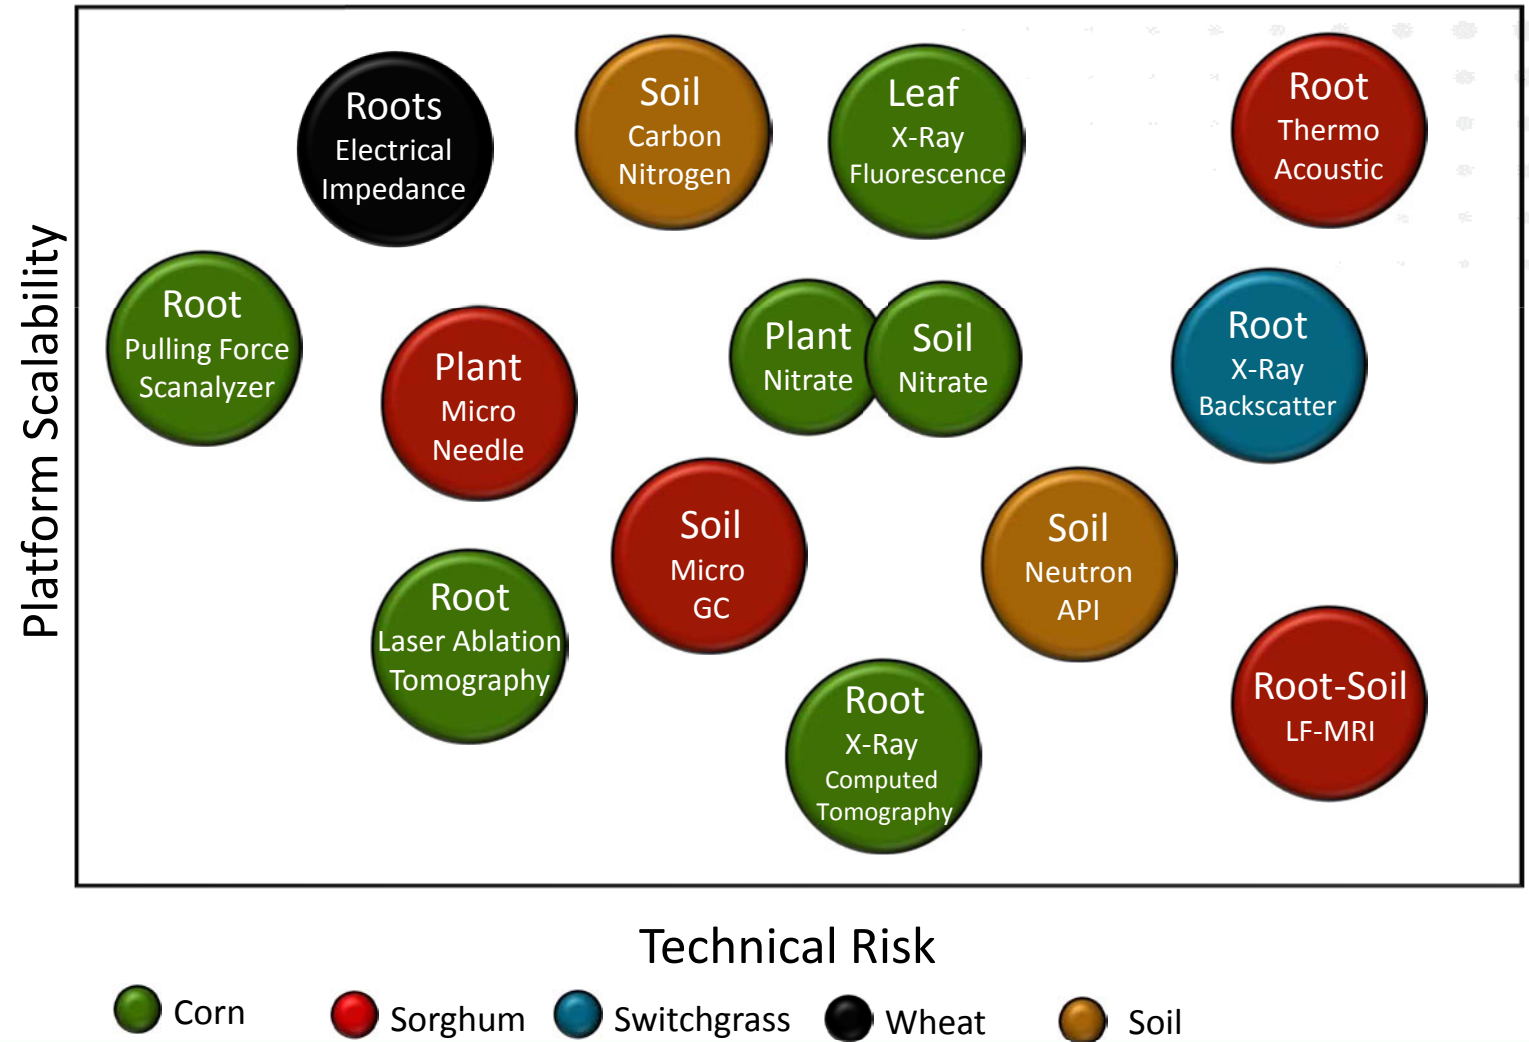 Platform Scalability
Roots
Electrical
Impedance
Soil
Carbon
Nitrogen
Leaf
X-Ray
Fluorescence
Root
Thermo
Acoustic
Root
Pulling Force
Scanalyzer
Plant
Micro
Needle
Plant
Nitrate
Soil
Nitrate
Root
X-Ray
Backscatter
Root
Laser Ablation
Tomography
Soil
Micro
GC
Soil
Neutron
API
Root
X-Ray
Computed
Tomography
Root-Soil
LF-MRI
Technical Risk
Corn
Sorghum
Switchgrass
Wheat
Soil